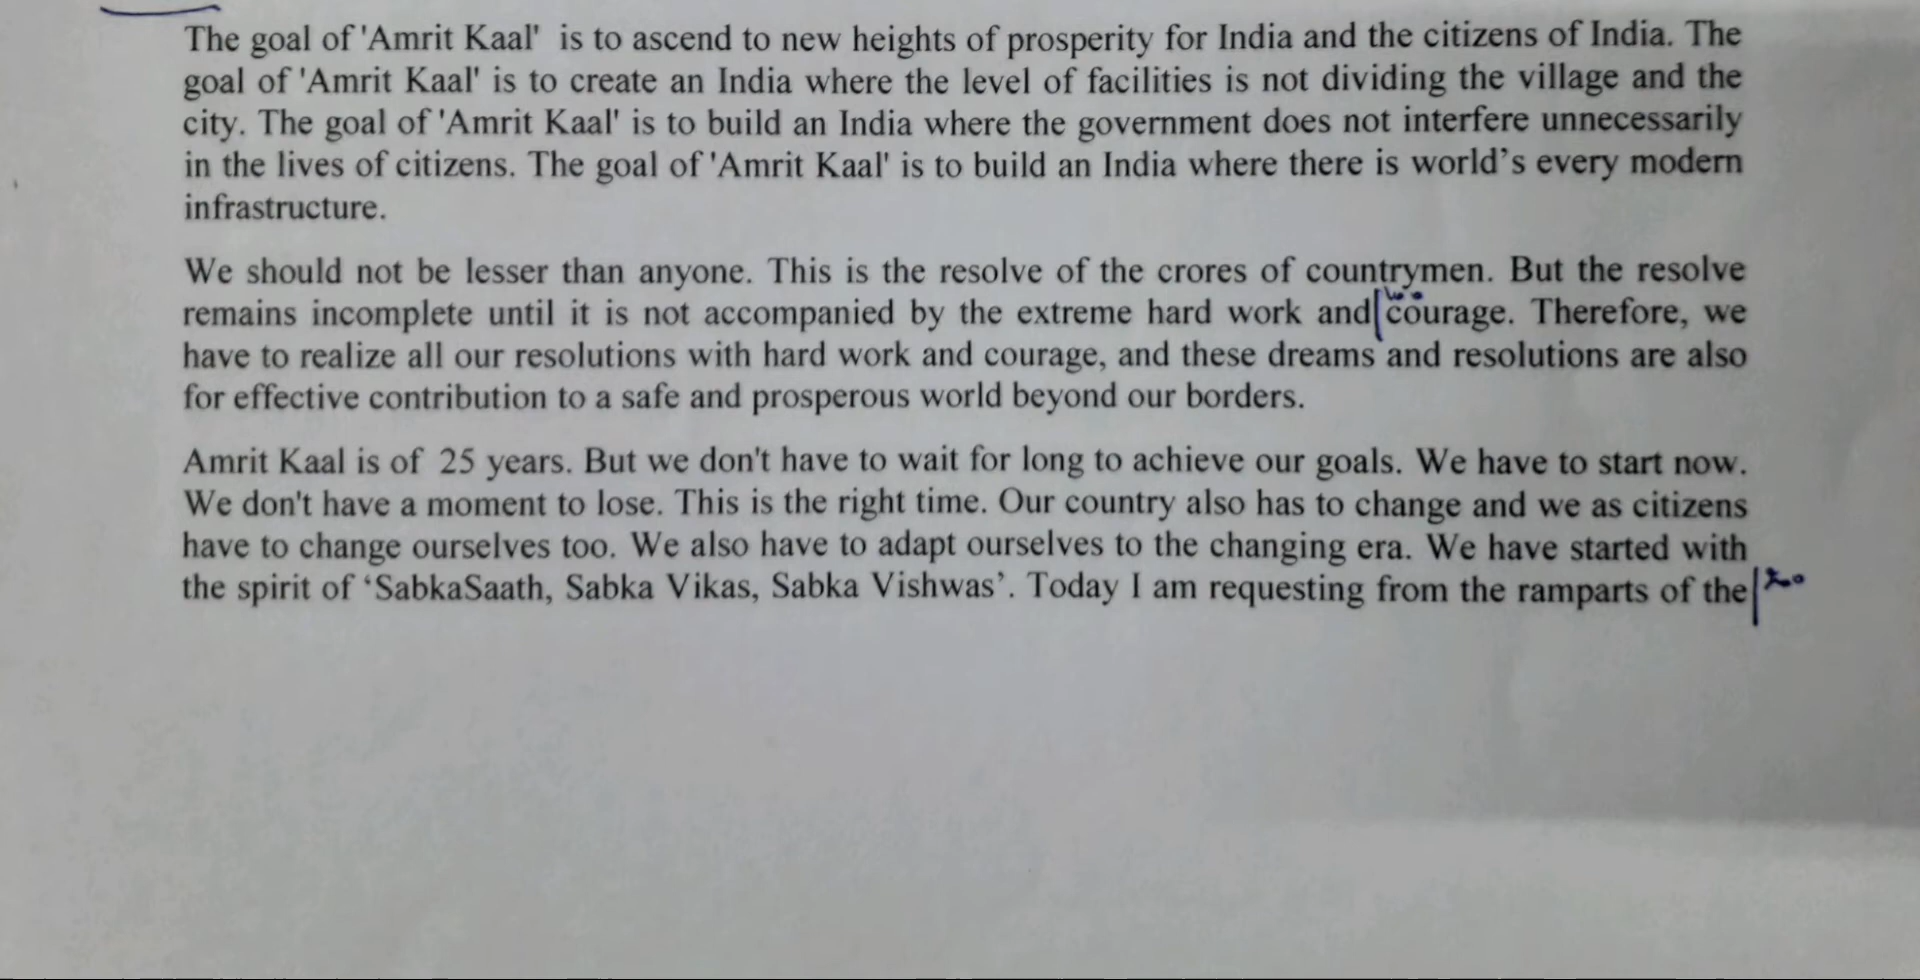 The goal of 'Amrit Kaal' is to ascend to new heights of prosperity for India and the citizens of India. The
goal of 'Amrit Kaal' is to create an India where the level of facilities is not dividing the village and the
city. The goal of 'Amrit Kaal' is to build an India where the government does not interfere unnecessarily
in the lives of citizens. The goal of 'Amrit Kaal' is to build an India where there is world’s every modern
infrastructure.
We should not be lesser than anyone. This is the resolve of the crores of countrymen. But the resolve
remains incomplete until it is not accompanied by the extreme hard work and courage. Therefore, we
have to realize all our resolutions with hard work and courage, and these dreams and resolutions are also
for effective contribution to a safe and prosperous world beyond our borders.
Amrit Kaal is of 25 years. But we don't have to wait for long to achieve our goals. We have to start now.
We don't have a moment to lose. This is the right time. Our country also has to change and we as citizens
have to change ourselves too. We also have to adapt ourselves to the changing era. We have started with
the spirit of ‘SabkaSaath, Sabka Vikas, Sabka Vishwas’. Today I am requesting from the ramparts of the